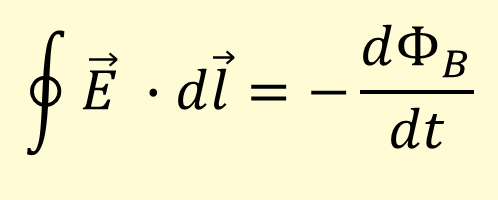 ∮ E⃗ · dl⃗ = − dΦ_B / dt